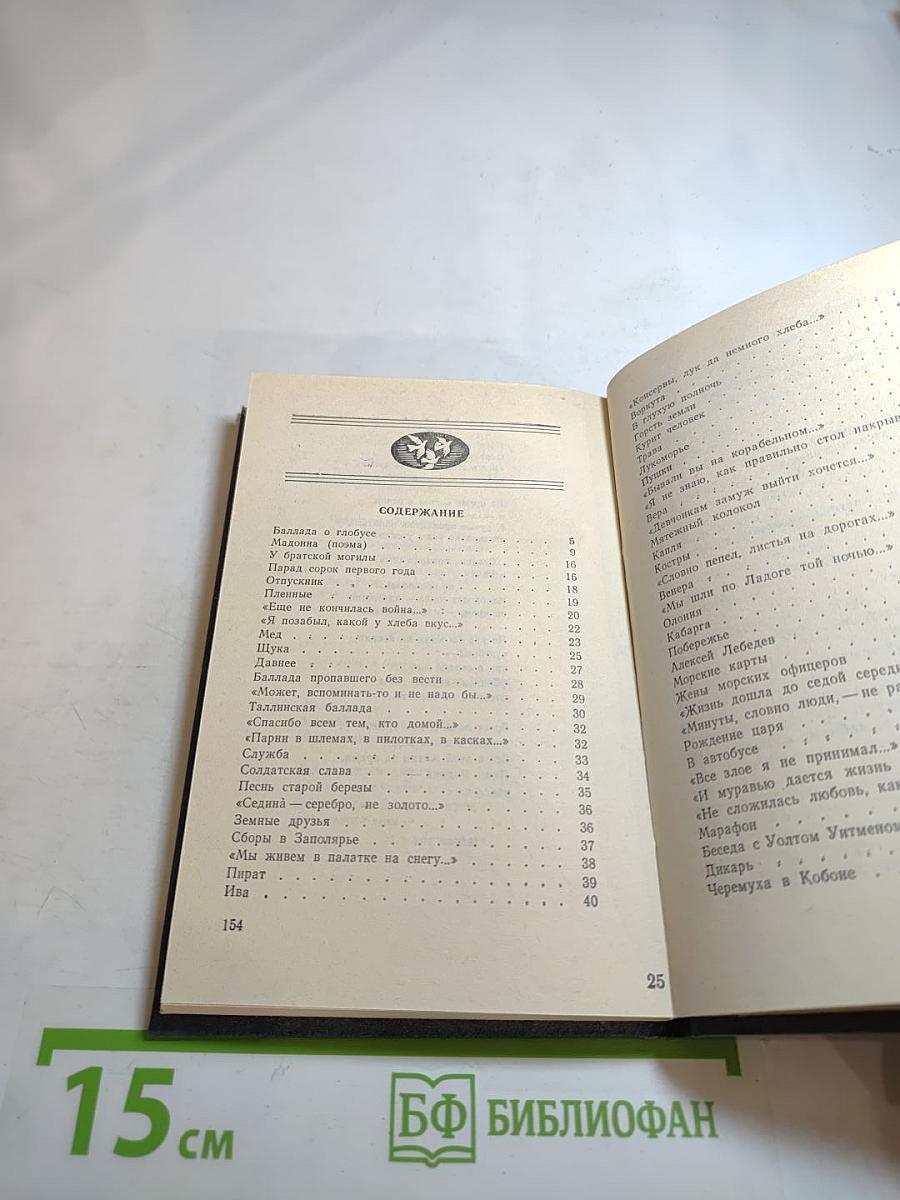 СОДЕРЖАНИЕ
Баллада о глобусе . . . . . . . . . . 5
Мадонна (поэма) . . . . . . . . . . 9
У братской могилы . . . . . . . . . . 16
Парад сорок первого года . . . . . . . . . . 16
Отпускник . . . . . . . . . . 18
Пленные . . . . . . . . . . 19
«Еще не кончилась война...» . . . . . . . . . . 20
«Я позабыл, какой у хлеба вкус...» . . . . . . . . . . 22
Мед . . . . . . . . . . 23
Щука . . . . . . . . . . 25
Давнее . . . . . . . . . . 27
Баллада пропавшего без вести . . . . . . . . . . 28
«Может, вспоминать-то и не надо бы...» . . . . . . . . . . 29
Таллинская баллада . . . . . . . . . . 30
«Спасибо всем тем, кто домой...» . . . . . . . . . . 32
«Парни в шлемах, в пилотках, в касках...» . . . . 32
Служба . . . . . . . . . . 33
Солдатская слава . . . . . . . . . . 34
Песнь старой березы . . . . . . . . . . 35
«Седина̀ — серебро, не золото...» . . . . . . . . . . 36
Земные друзья . . . . . . . . . . 36
Сборы в Заполярье . . . . . . . . . . 37
«Мы живем в палатке на снегу...» . . . . . . . . . . 38
Пират . . . . . . . . . . 39
Ива . . . . . . . . . . 40
154
25
«Консервы, лук да немного хлеба...»
Воркута
В глухую полночь
Горсть земли
Курит человек
Трава
Лукоморье
Пушки
«Бывали вы на корабельном...»
«Я не знаю, как правильно стол накрыв
Вера
«Девчонкам замуж выйти хочется...»
Мятежный колокол
Капля
Костры
«Словно пепел, листья на дорогах...»
Венера
«Мы шли по Ладоге той ночью...»
Олония
Кабарга
Побережье
Алексей Лебедев
Морские карты
Жены морских офицеров
«Жизнь дошла до седой серед
«Минуты, словно люди, — не ра
Рождение царя
В автобусе
«Все злое я не принимал...»
«И муравью дается жизнь
«Не сложилась любовь, как
Марафон
Беседа с Уолтом Уитменом
Дикарь
Черемуха в Кобоне
15 см
БФ БИБЛИОФАН